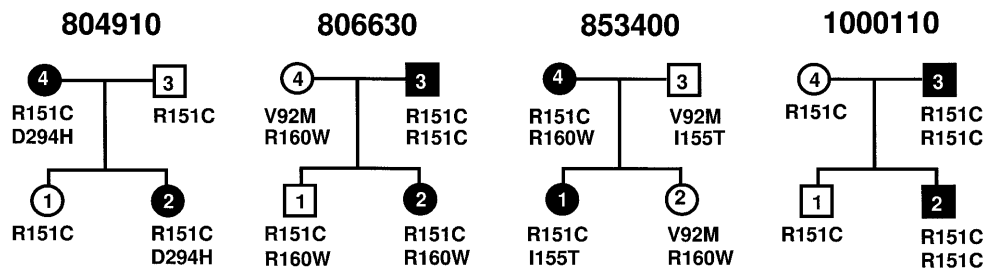 804910 806630 853400 1000110
4 3 4 3 4 3 4 3
R151C R151C V92M R151C R151C V92M R151C R151C
D294H R160W R151C R160W I155T R151C
1 2 1 2 1 2 1 2
R151C R151C R151C R151C R151C V92M R151C R151C
D294H R160W R160W I155T R160W R151C